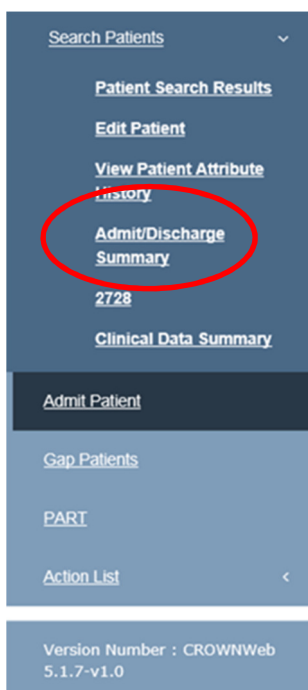 Search Patients
Patient Search Results
Edit Patient
View Patient Attribute
History
Admit/Discharge
Summary
2728
Clinical Data Summary
Admit Patient
Gap Patients
PART
Action List
Version Number : CROWNWeb
5.1.7-v1.0